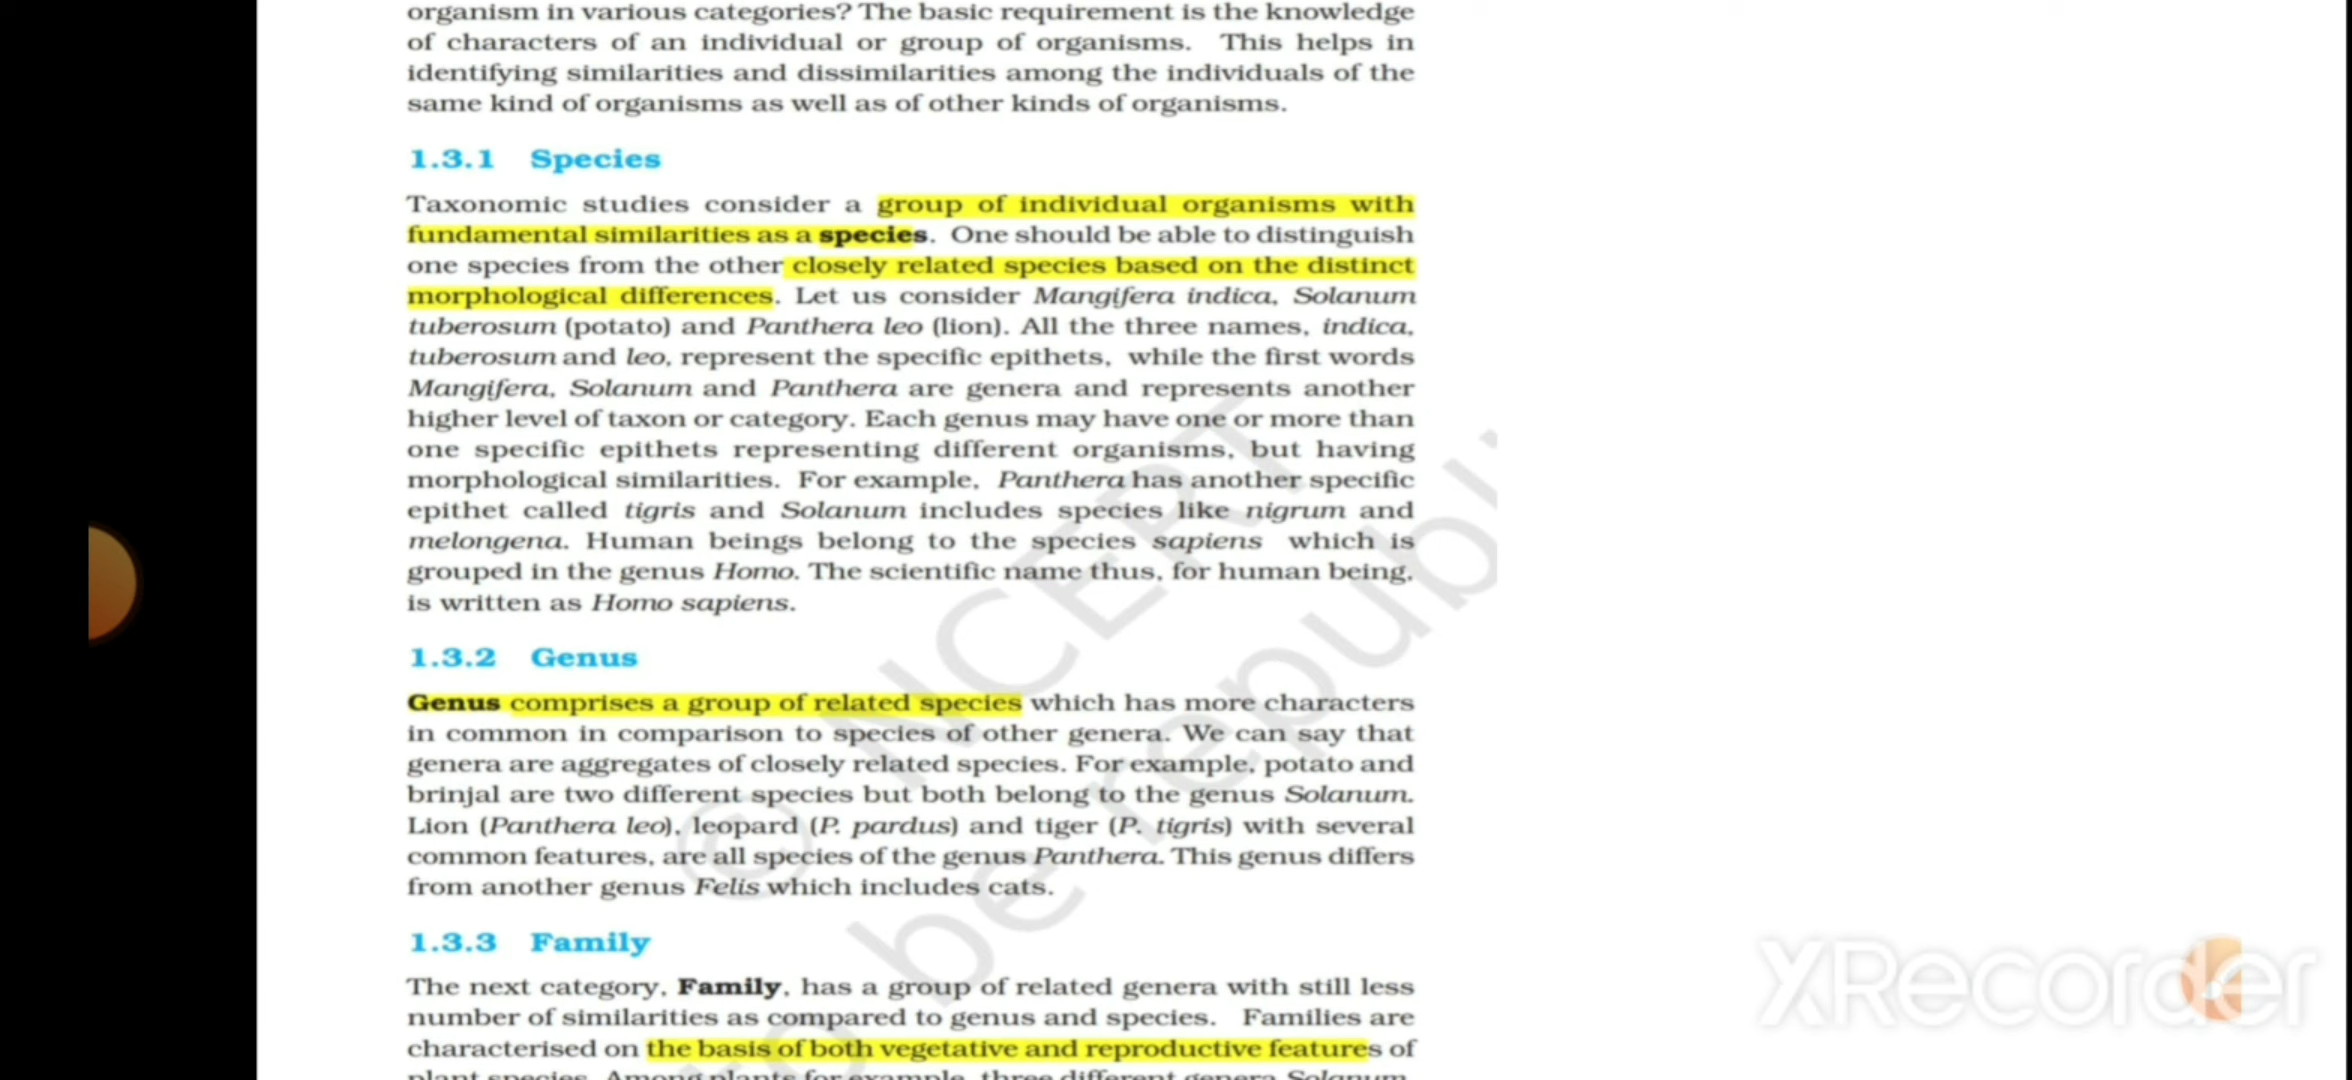 organism in various categories? The basic requirement is the knowledge
of characters of an individual or group of organisms. This helps in
identifying similarities and dissimilarities among the individuals of the
same kind of organisms as well as of other kinds of organisms.
1.3.1 Species
Taxonomic studies consider a group of individual organisms with
fundamental similarities as a species. One should be able to distinguish
one species from the other closely related species based on the distinct
morphological differences. Let us consider Mangifera indica, Solanum
tuberosum (potato) and Panthera leo (lion). All the three names, indica,
tuberosum and leo, represent the specific epithets, while the first words
Mangifera, Solanum and Panthera are genera and represents another
higher level of taxon or category. Each genus may have one or more than
one specific epithets representing different organisms, but having
morphological similarities. For example, Panthera has another specific
epithet called tigris and Solanum includes species like nigrum and
melongena. Human beings belong to the species sapiens which is
grouped in the genus Homo. The scientific name thus, for human being,
is written as Homo sapiens.
1.3.2 Genus
Genus comprises a group of related species which has more characters
in common in comparison to species of other genera. We can say that
genera are aggregates of closely related species. For example, potato and
brinjal are two different species but both belong to the genus Solanum.
Lion (Panthera leo), leopard (P. pardus) and tiger (P. tigris) with several
common features, are all species of the genus Panthera. This genus differs
from another genus Felis which includes cats.
1.3.3 Family
The next category, Family, has a group of related genera with still less
number of similarities as compared to genus and species. Families are
characterised on the basis of both vegetative and reproductive features of
plant species. Among plants for example, three different genera Solanum,
© NCERT
be republi
XRecorder